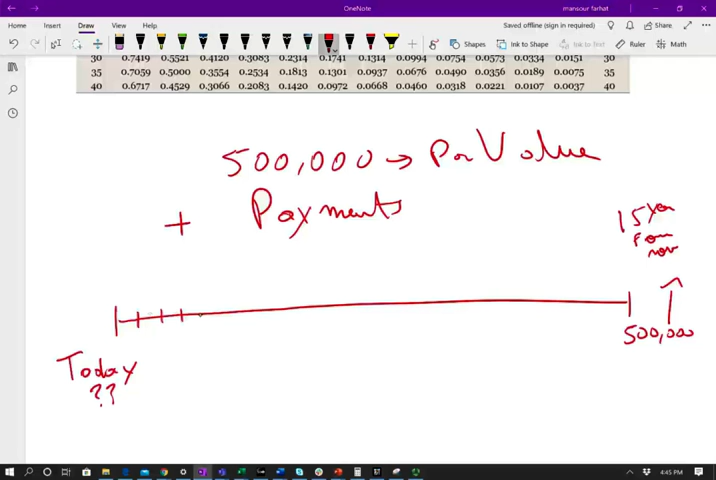 OneNote
mansour farhat
Home Insert Draw View Help Saved offline (sign in required) Share
Shapes Ink to Shape Ruler Math
30 0.7419 0.5521 0.4120 0.3083 0.2314 0.1741 0.1314 0.0994 0.0754 0.0573 0.0334 0.0151 30
35 0.7059 0.5000 0.3554 0.2534 0.1813 0.1301 0.0937 0.0676 0.0490 0.0356 0.0189 0.0075 35
40 0.6717 0.4529 0.3066 0.2083 0.1420 0.0972 0.0668 0.0460 0.0318 0.0221 0.0107 0.0037 40
500,000 → Par Value
+ Payments
15 year
from
now
500,000
Today
??
4:45 PM